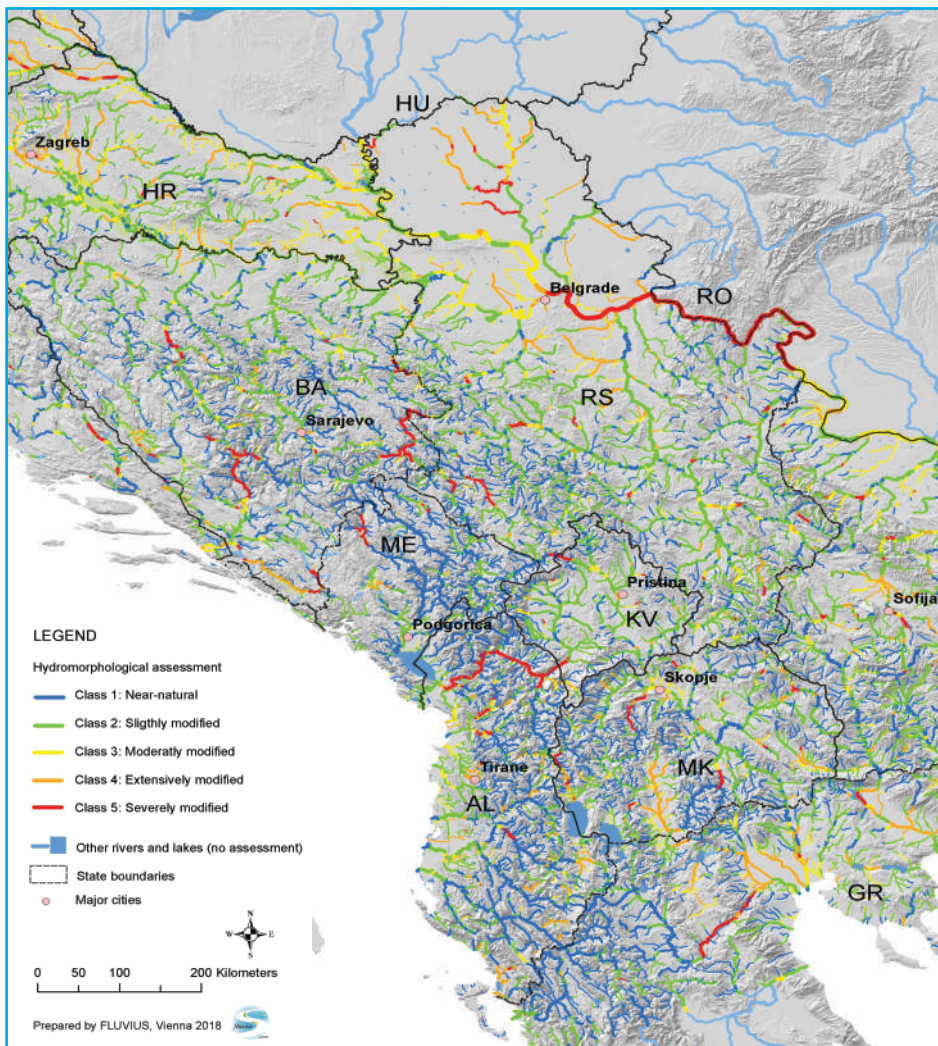 HU
Zagreb
HR
RO
Belgrade
BA
RS
Sarajevo
ME
Pristina
KV
Sofija
Podgorica
Skopje
Tirane
MK
AL
GR
LEGEND
Hydromorphological assessment
Class 1: Near-natural
Class 2: Sligthly modified
Class 3: Moderatly modified
Class 4: Extensively modified
Class 5: Severely modified
Other rivers and lakes (no assessment)
State boundaries
Major cities
N
W E
S
0 50 100 200 Kilometers
Prepared by FLUVIUS, Vienna 2018